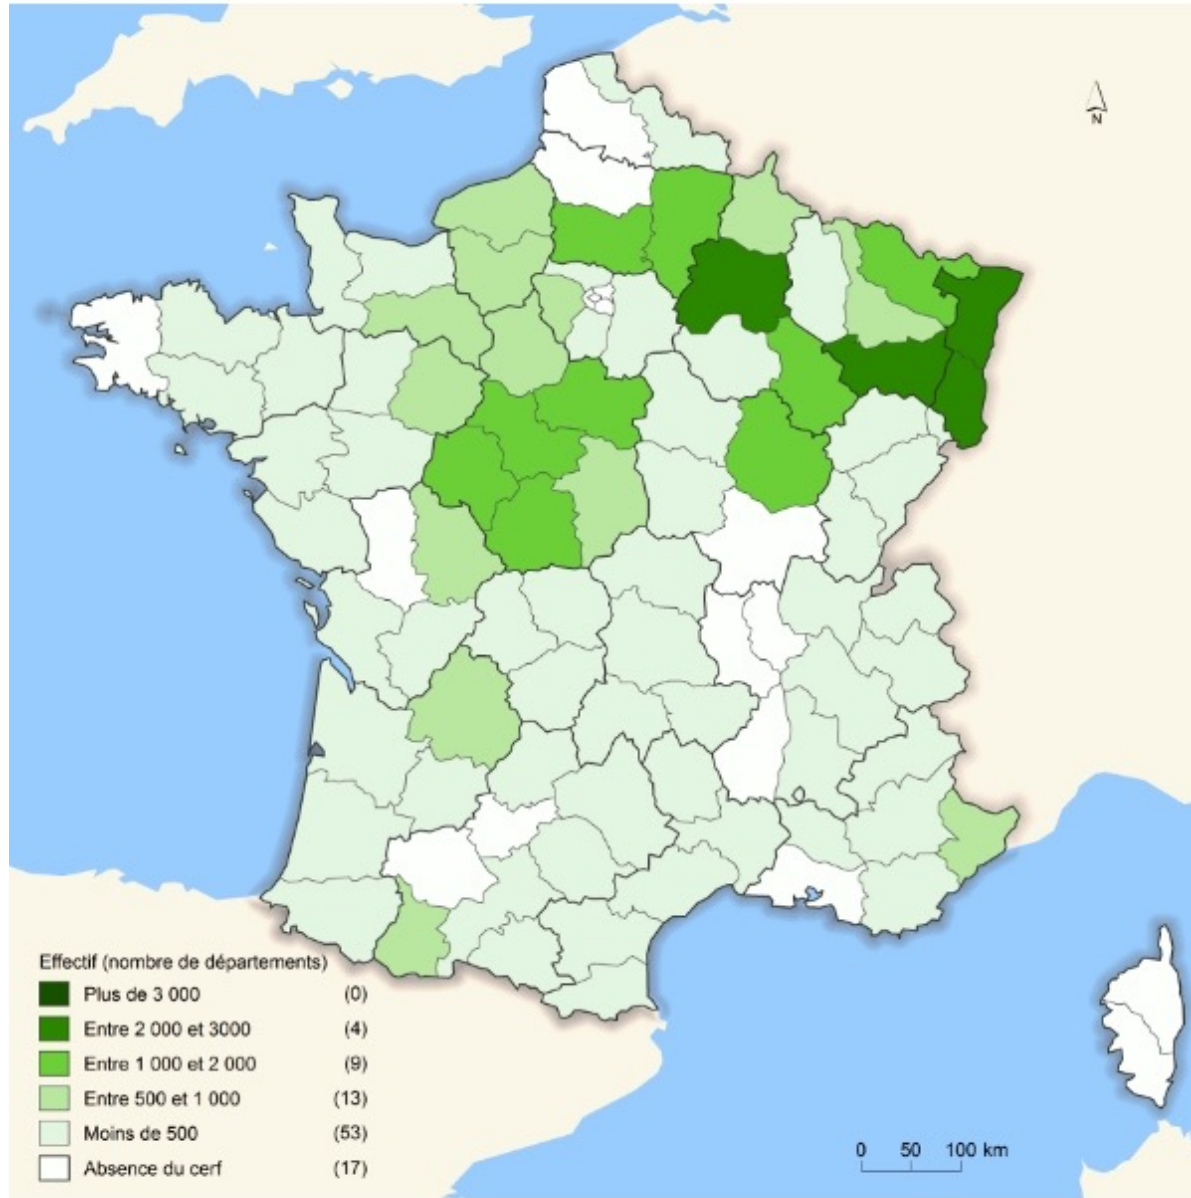 N
Effectif (nombre de départements)
Plus de 3 000 (0)
Entre 2 000 et 3000 (4)
Entre 1 000 et 2 000 (9)
Entre 500 et 1 000 (13)
Moins de 500 (53)
Absence du cerf (17)
0 50 100 km